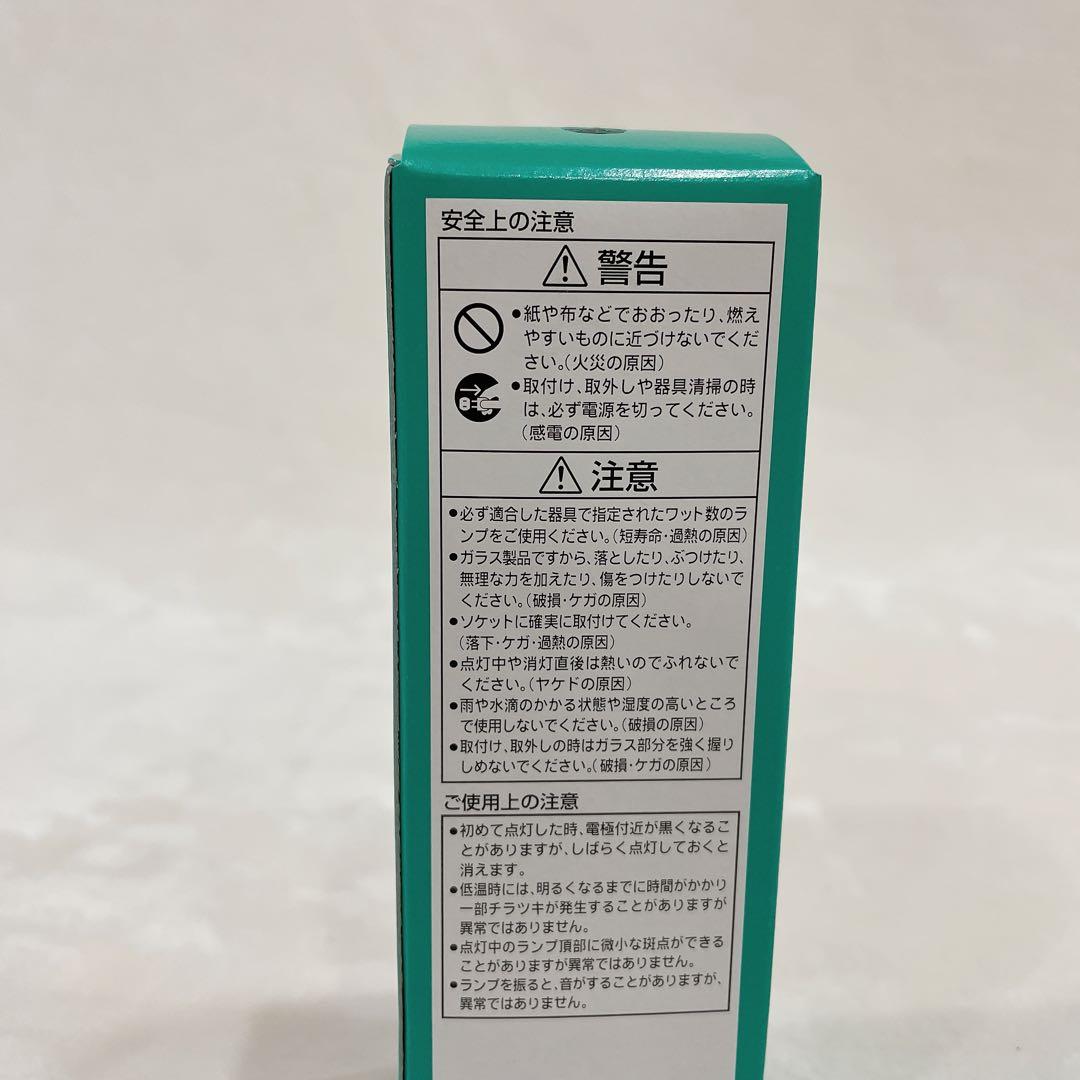 安全上の注意
警告
●紙や布などでおおったり、燃え
やすいものに近づけないでくだ
さい。(火災の原因)
●取付け、取外しや器具清掃の時
は、必ず電源を切ってください。
(感電の原因)
注意
●必ず適合した器具で指定されたワット数のラ
ンプをご使用ください。(短寿命・過熱の原因)
●ガラス製品ですから、落としたり、ぶつけたり、
無理な力を加えたり、傷をつけたりしないで
ください。(破損・ケガの原因)
●ソケットに確実に取付けてください。
(落下・ケガ・過熱の原因)
●点灯中や消灯直後は熱いのでふれないで
ください。(ヤケドの原因)
●雨や水滴のかかる状態や湿度の高いところ
で使用しないでください。(破損の原因)
●取付け、取外しの時はガラス部分を強く握り
しめないでください。(破損・ケガの原因)
ご使用上の注意
●初めて点灯した時、電極付近が黒くなるこ
とがありますが、しばらく点灯しておくと
消えます。
●低温時には、明るくなるまでに時間がかかり
一部チラツキが発生することがありますが
異常ではありません。
●点灯中のランプ頂部に微小な斑点ができる
ことがありますが異常ではありません。
●ランプを振ると、音がすることがありますが、
異常ではありません。